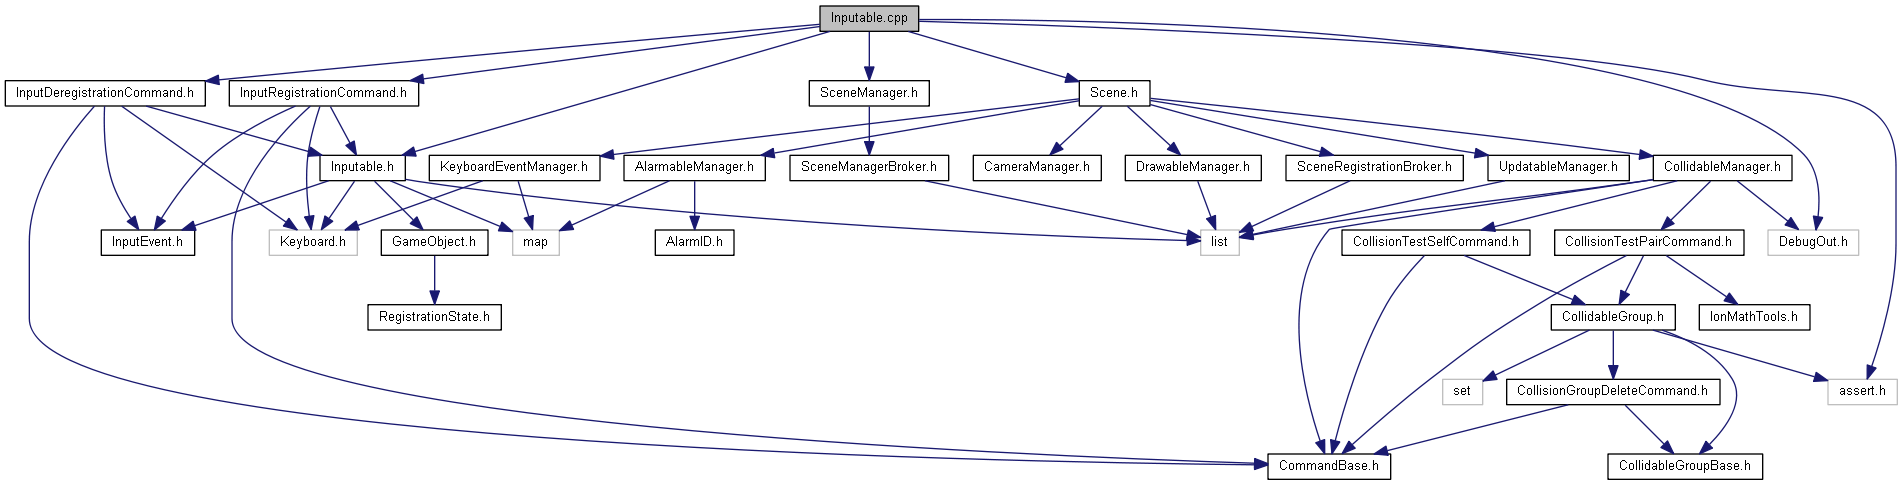 Inputable.cpp
InputDeregistrationCommand.h
InputRegistrationCommand.h
SceneManager.h
Scene.h
Inputable.h
KeyboardEventManager.h
AlarmableManager.h
SceneManagerBroker.h
CameraManager.h
DrawableManager.h
SceneRegistrationBroker.h
UpdatableManager.h
CollidableManager.h
InputEvent.h
Keyboard.h
GameObject.h
map
AlarmID.h
list
CollisionTestSelfCommand.h
CollisionTestPairCommand.h
DebugOut.h
RegistrationState.h
CollidableGroup.h
IonMathTools.h
set
CollisionGroupDeleteCommand.h
assert.h
CommandBase.h
CollidableGroupBase.h